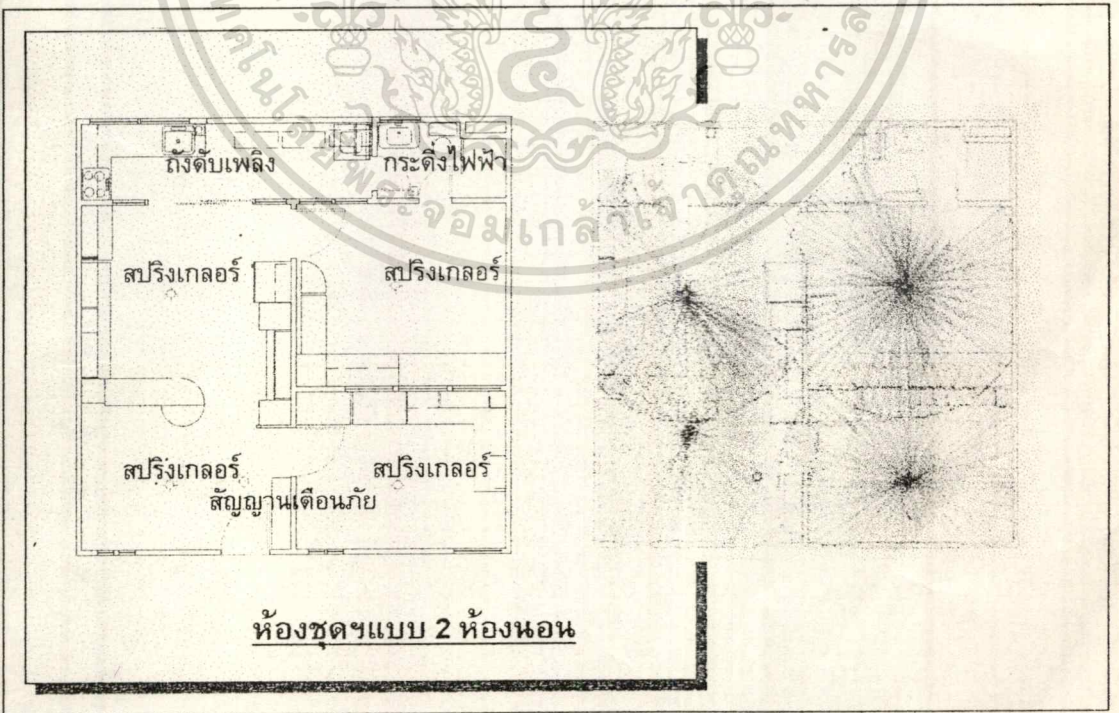 ถังดับเพลิง กระดิ่งไฟฟ้า
สปริงเกลอร์ สปริงเกลอร์
สปริงเกลอร์ สปริงเกลอร์
สัญญานเตือนภัย
ห้องชุดฯแบบ 2 ห้องนอน